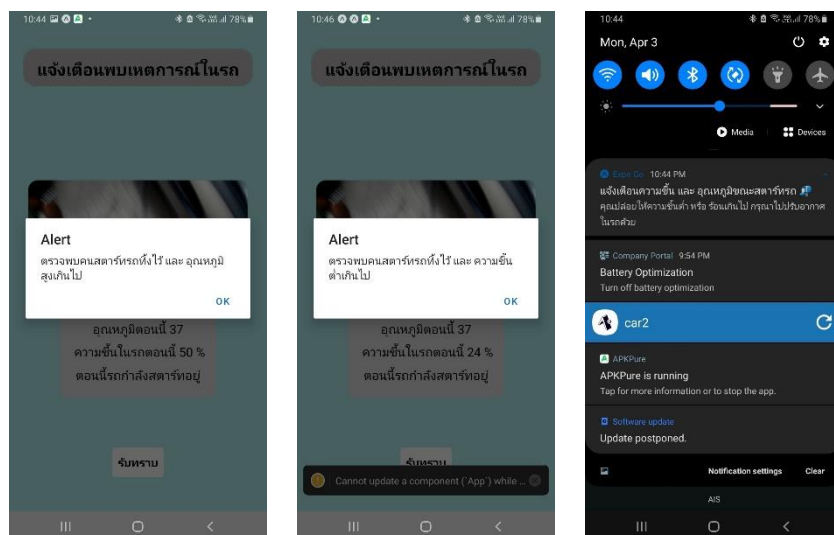 10:44
78%
แจ้งเตือนพบเหตการณ์ในรถ
Alert
ตรวจพบคนสตาร์ทรถทิ้งไว้ และ อุณหภูมิ
สูงเกินไป
OK
อุณหภูมิตอนนี้ 37
ความชื้นในรถตอนนี้ 50 %
ตอนนี้รถกำลังสตาร์ทอยู่
รับทราบ
10:46
78%
แจ้งเตือนพบเหตการณ์ในรถ
Alert
ตรวจพบคนสตาร์ทรถทิ้งไว้ และ ความชื้น
ต่ำเกินไป
OK
อุณหภูมิตอนนี้ 37
ความชื้นในรถตอนนี้ 24 %
ตอนนี้รถกำลังสตาร์ทอยู่
รับทราบ
Cannot update a component (`App`) while ..
10:44
78%
Mon, Apr 3
Media
Devices
Expo Go 10:44 PM
แจ้งเตือนความชื้น และ อุณหภูมิขณะสตาร์ทรถ
คุณปล่อยให้ความชื้นต่ำ หรือ ร้อนเกินไป กรุณาไปปรับอากาศ
ในรถด้วย
Company Portal 9:54 PM
Battery Optimization
Turn off battery optimization
car2
APKPure
APKPure is running
Tap for more information or to stop the app.
Software update
Update postponed.
Notification settings
Clear
AIS